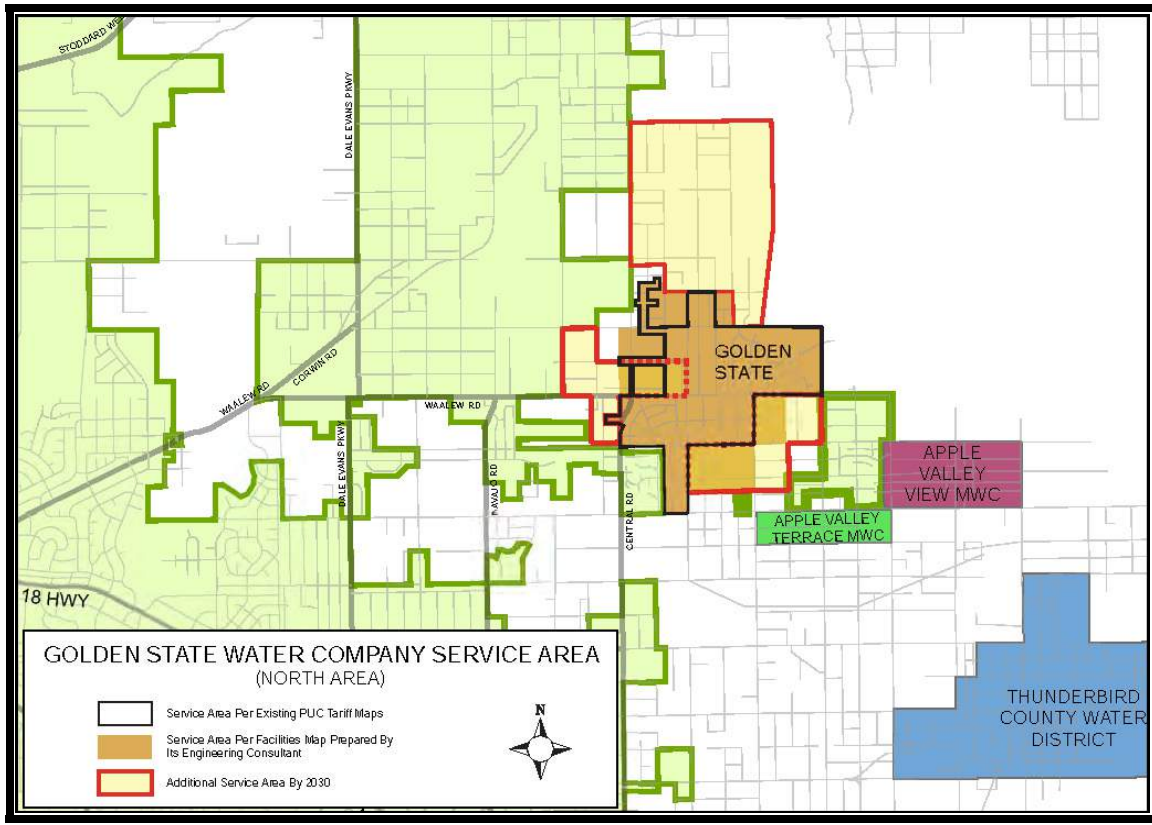 STODDARD WE
DALE EVANS PKWY
CORWIN RD
WAALEW RD
WAALEW RD
DALE EVANS PKWY
NAVAJO RD
CENTRAL RD
GOLDEN
STATE
APPLE
VALLEY
VIEW MWC
APPLE VALLEY
TERRACE MWC
18 HWY
THUNDERBIRD
COUNTY WATER
DISTRICT
GOLDEN STATE WATER COMPANY SERVICE AREA
(NORTH AREA)
Service Area Per Existing PUC Tariff Maps
Service Area Per Facilities Map Prepared By
Its Engineering Consultant
Additional Service Area By 2030
N